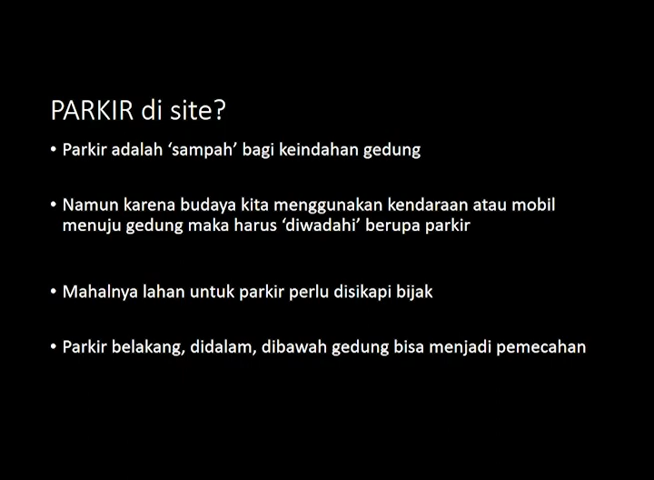 PARKIR di site?
• Parkir adalah ‘sampah’ bagi keindahan gedung
• Namun karena budaya kita menggunakan kendaraan atau mobil
menuju gedung maka harus ‘diwadahi’ berupa parkir
• Mahalnya lahan untuk parkir perlu disikapi bijak
• Parkir belakang, didalam, dibawah gedung bisa menjadi pemecahan